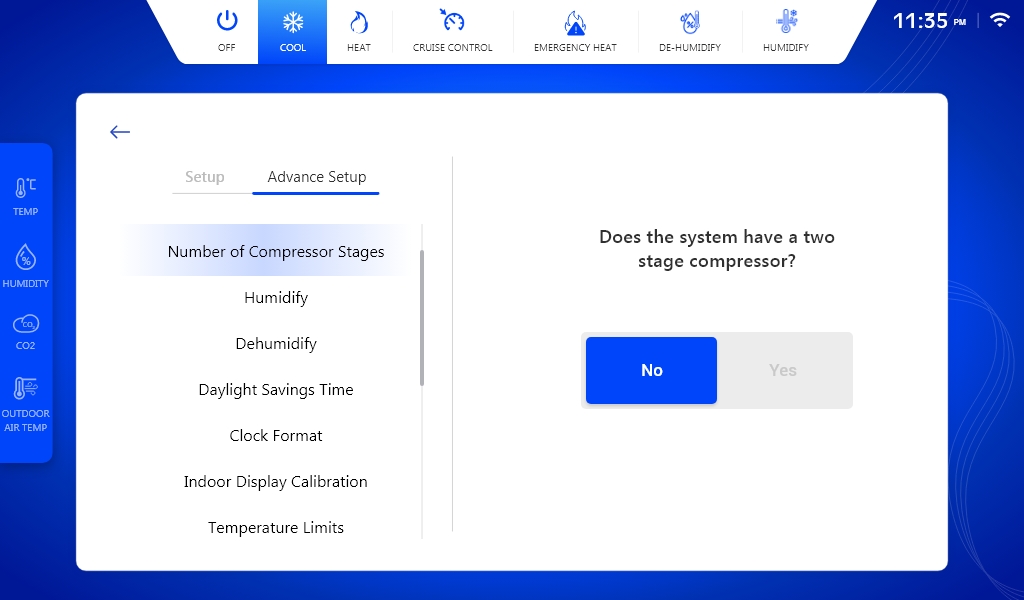 OFF
COOL
HEAT
CRUISE CONTROL
EMERGENCY HEAT
DE-HUMIDIFY
HUMIDIFY
11:35 PM
°C
TEMP
%
HUMIDITY
CO2
CO2
OUTDOOR
AIR TEMP
Setup
Advance Setup
Number of Compressor Stages
Humidify
Dehumidify
Daylight Savings Time
Clock Format
Indoor Display Calibration
Temperature Limits
Does the system have a two
stage compressor?
No
Yes